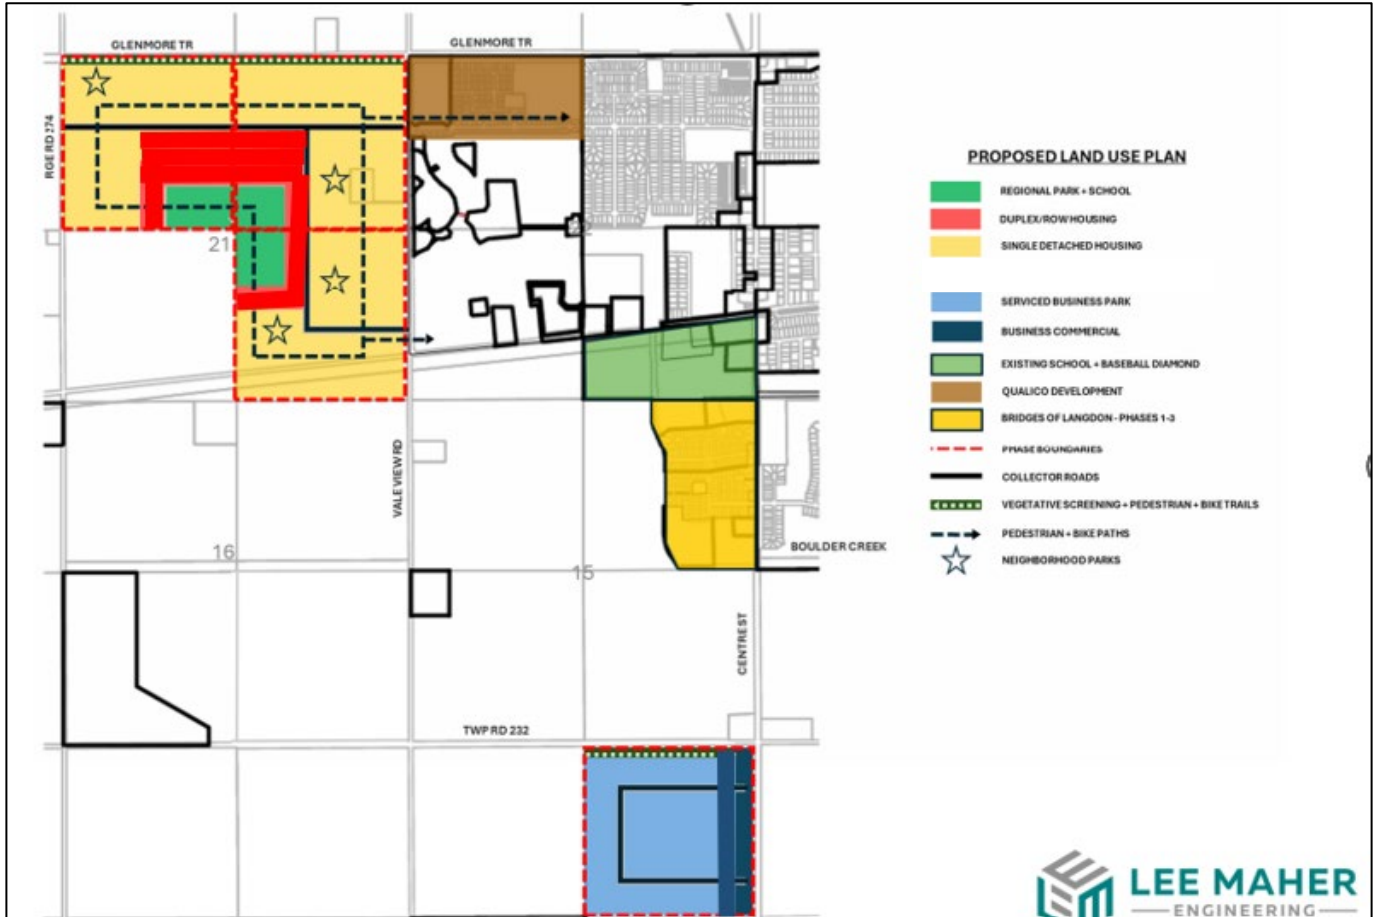 GLENMORE TR
GLENMORE TR
RGE RD 274
21
22
VALE VIEW RD
16
15
BOULDER CREEK
CENTRE ST
TWP RD 232
PROPOSED LAND USE PLAN
REGIONAL PARK + SCHOOL
DUPLEX/ROW HOUSING
SINGLE DETACHED HOUSING
SERVICED BUSINESS PARK
BUSINESS COMMERCIAL
EXISTING SCHOOL + BASEBALL DIAMOND
QUALICO DEVELOPMENT
BRIDGES OF LANGDON - PHASES 1-3
PHASE BOUNDARIES
COLLECTOR ROADS
VEGETATIVE SCREENING + PEDESTRIAN + BIKE TRAILS
PEDESTRIAN + BIKE PATHS
NEIGHBORHOOD PARKS
LEE MAHER
ENGINEERING